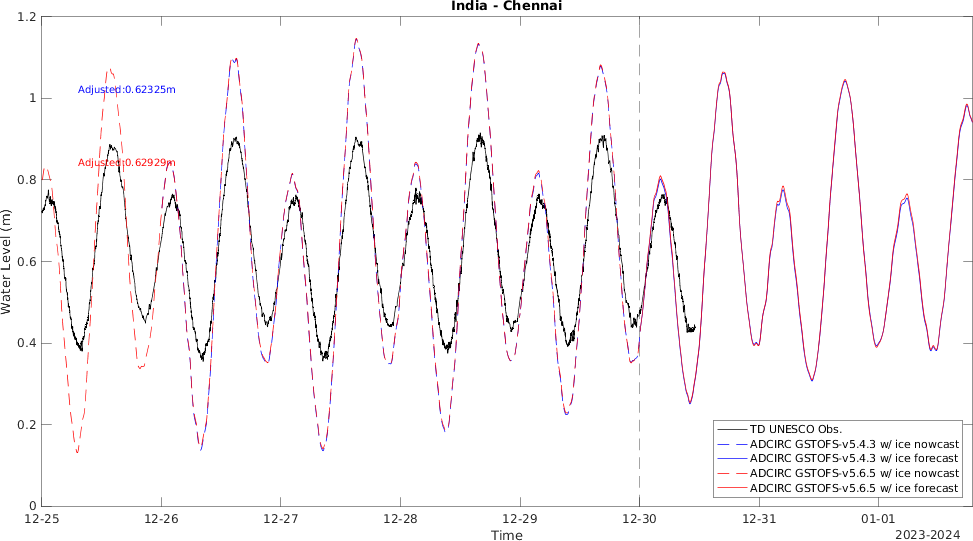 India - Chennai
1.2
1
0.8
0.6
0.4
0.2
0
Water Level (m)
Adjusted:0.62325m
Adjusted:0.62929m
TD UNESCO Obs.
ADCIRC GSTOFS-v5.4.3 w/ ice nowcast
ADCIRC GSTOFS-v5.4.3 w/ ice forecast
ADCIRC GSTOFS-v5.6.5 w/ ice nowcast
ADCIRC GSTOFS-v5.6.5 w/ ice forecast
12-25 12-26 12-27 12-28 12-29 12-30 12-31 01-01
Time
2023-2024